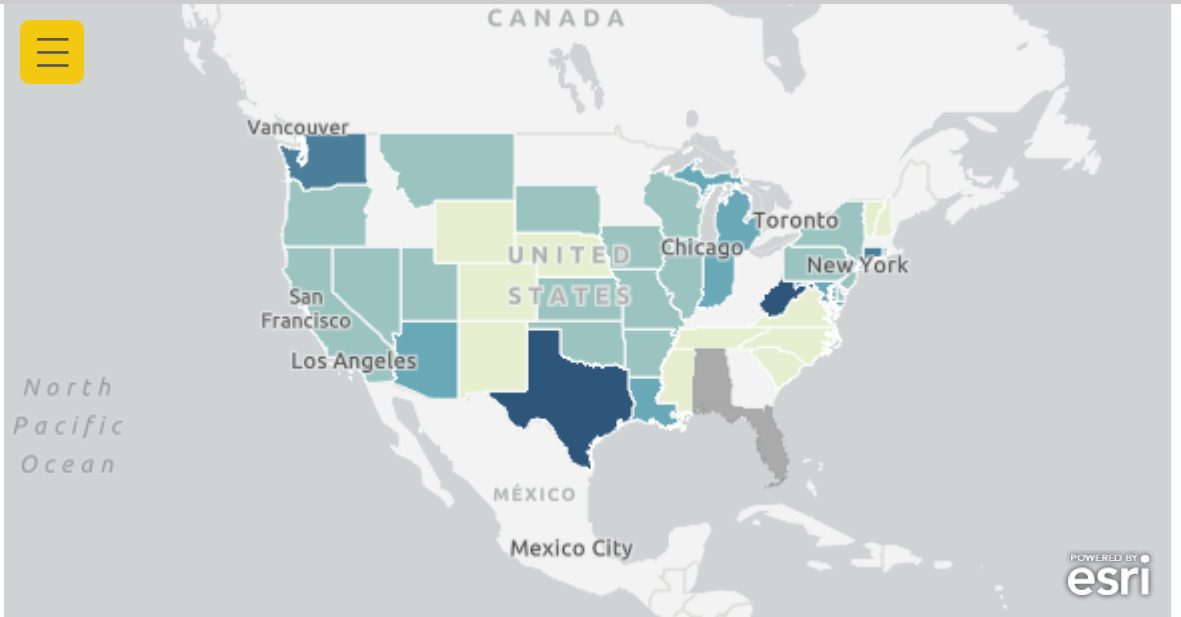 CANADA
Vancouver
Toronto
UNITED
Chicago
New York
STATES
San
Francisco
Los Angeles
North
Pacific
Ocean
MÉXICO
Mexico City
POWERED BY
esri